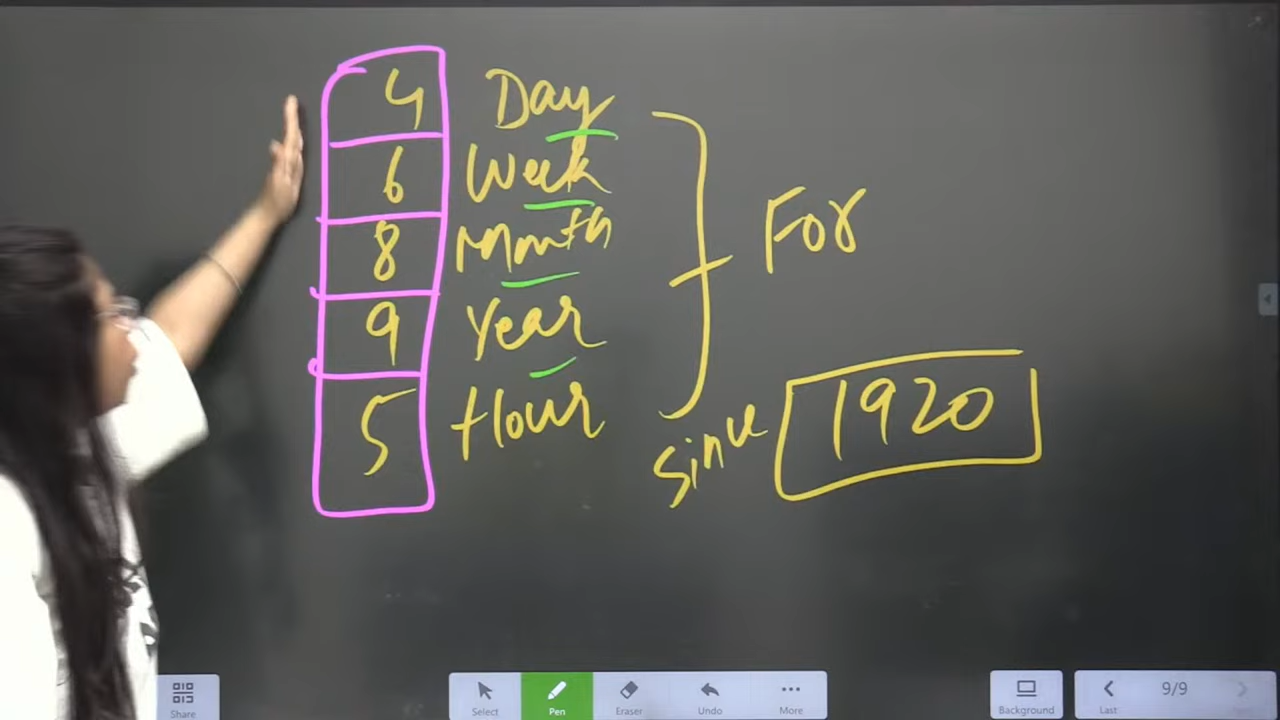 4 Day
6 Week
8 Month
9 Year
5 Hour
For
since 1920
Share
Select
Pen
Eraser
Undo
More
Background
Last
9/9